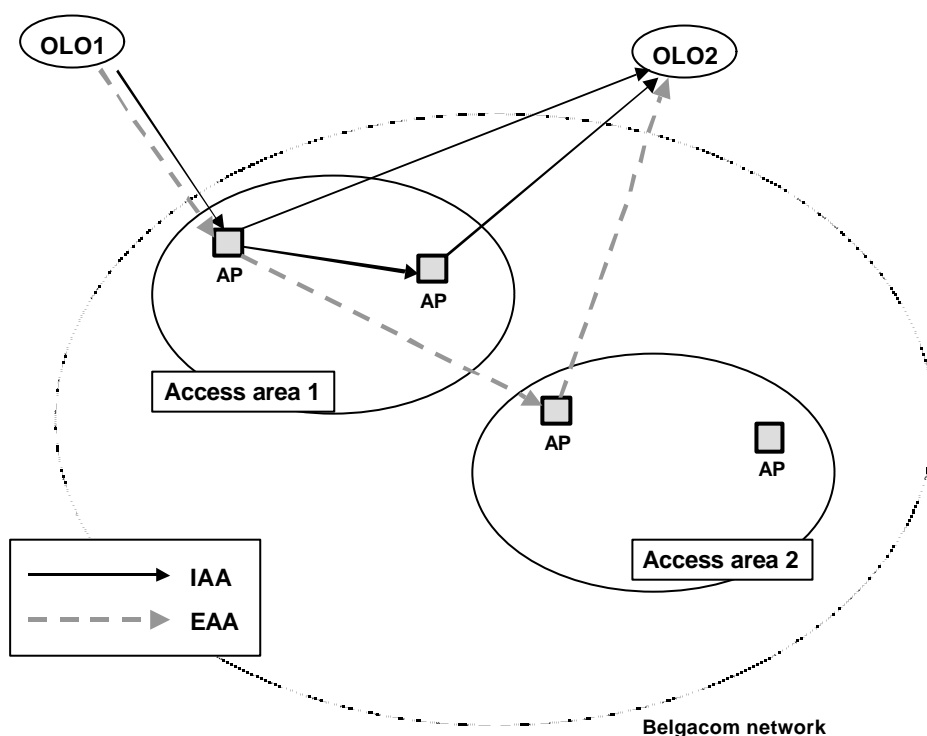 OLO1
OLO2
AP
AP
Access area 1
AP
AP
Access area 2
IAA
EAA
Belgacom network